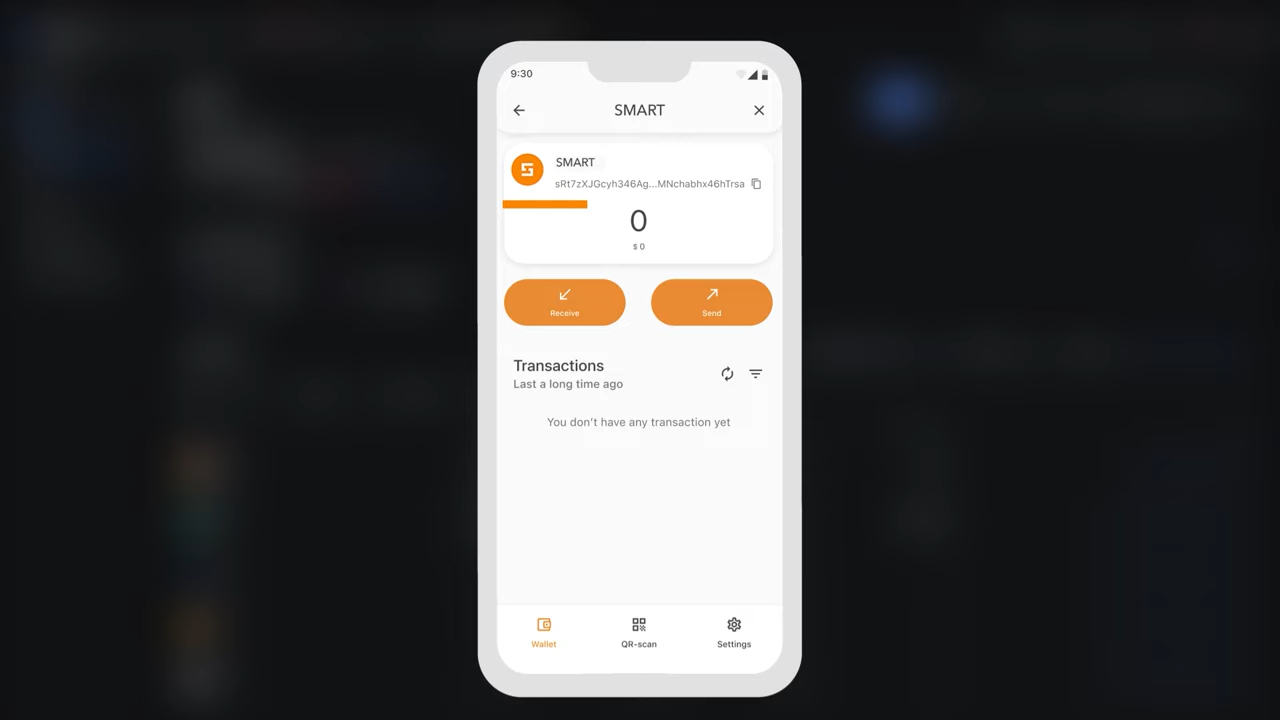 9:30
SMART
SMART
sRt7zXJGcyh346Ag...MNchabhx46hTrsa
0
$ 0
Receive
Send
Transactions
Last a long time ago
You don't have any transaction yet
Wallet
QR-scan
Settings